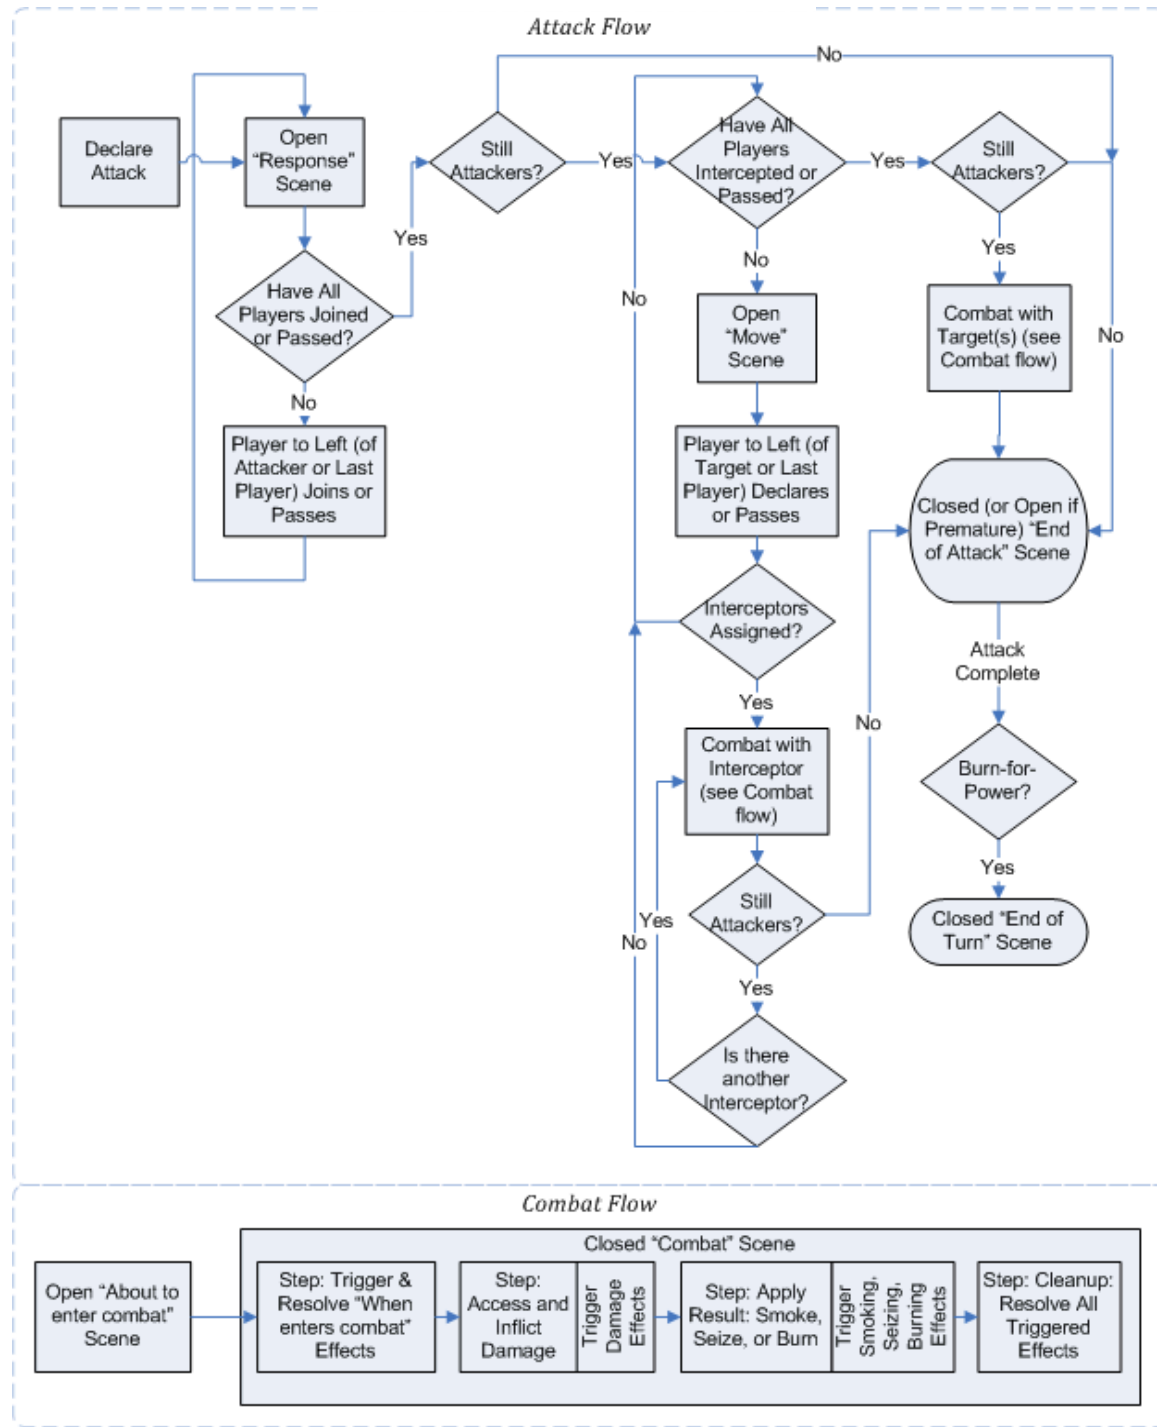 Attack Flow
No
Declare
Attack
Open
“Response”
Scene
Still
Attackers?
Yes
Have All
Players
Intercepted or
Passed?
Yes
Still
Attackers?
Yes
No
Yes
Have All
Players Joined
or Passed?
No
Open
“Move”
Scene
Combat with
Target(s) (see
Combat flow)
No
No
Player to Left (of
Attacker or Last
Player) Joins or
Passes
Player to Left (of
Target or Last
Player) Declares
or Passes
Closed (or Open if
Premature) “End
of Attack” Scene
Interceptors
Assigned?
Attack
Complete
Yes
No
Combat with
Interceptor
(see Combat
flow)
Burn-for-
Power?
Yes
Still
Attackers?
Yes
No
Closed “End of
Turn” Scene
Yes
Is there
another
Interceptor?
Combat Flow
Closed “Combat” Scene
Open “About to
enter combat”
Scene
Step: Trigger &
Resolve “When
enters combat”
Effects
Step:
Access and
Inflict
Damage
Trigger
Damage
Effects
Step: Apply
Result: Smoke,
Seize, or Burn
Trigger
Smoking,
Seizing,
Burning
Effects
Step: Cleanup:
Resolve All
Triggered
Effects